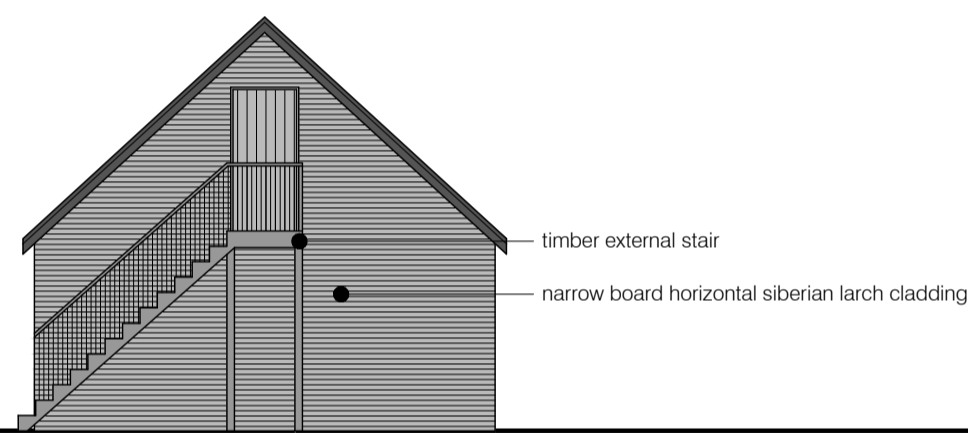 timber external stair
narrow board horizontal siberian larch cladding